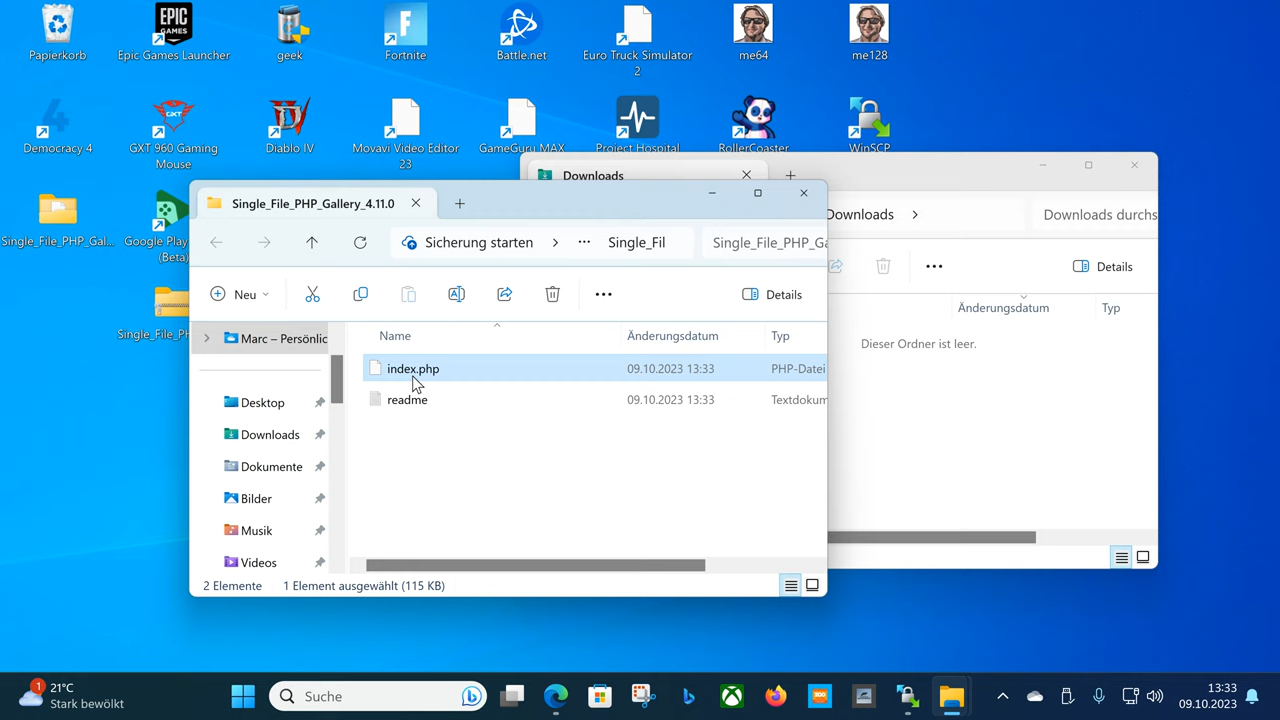 Papierkorb
Epic Games Launcher
geek
Fortnite
Battle.net
Euro Truck Simulator
2
me64
me128
EPIC
GAMES
Democracy 4
GXT 960 Gaming
Mouse
Diablo IV
Movavi Video Editor
23
GameGuru MAX
Project Hospital
RollerCoaster
WinSCP
Single_File_PHP_Gal...
Google Play
(Beta)
Single_File_PH
Downloads
Downloads
Downloads durchs
Details
Änderungsdatum
Typ
Dieser Ordner ist leer.
Single_File_PHP_Gallery_4.11.0
Sicherung starten
Single_Fil
Single_File_PHP_Ga
Neu
Details
Marc – Persönlic
Desktop
Downloads
Dokumente
Bilder
Musik
Videos
Name
Änderungsdatum
Typ
index.php
09.10.2023 13:33
PHP-Datei
readme
09.10.2023 13:33
Textdokum
2 Elemente
1 Element ausgewählt (115 KB)
1
21°C
Stark bewölkt
Suche
13:33
09.10.2023